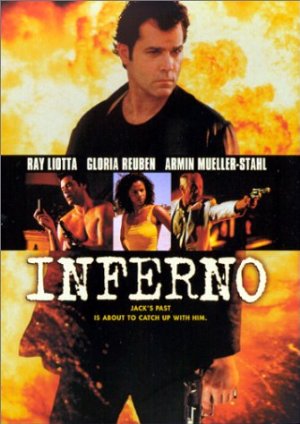 RAY LIOTTA GLORIA REUBEN ARMIN MUELLER-STAHL
INFERNO
JACK'S PAST
IS ABOUT TO CATCH UP WITH HIM.